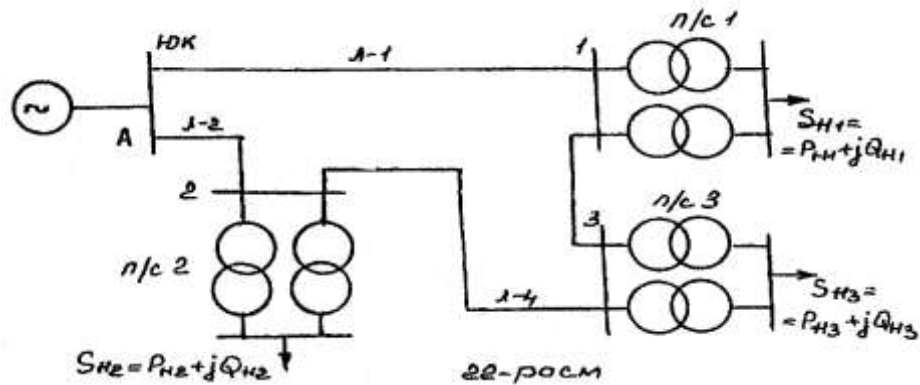 ЮК
А
л-1
л-2
1
п/с 1
Sн1=
=Pн1+jQн1
2
п/с 2
3
п/с 3
л-4
Sн3=
=Pн3+jQн3
Sн2=Pн2+jQн2
22-расм